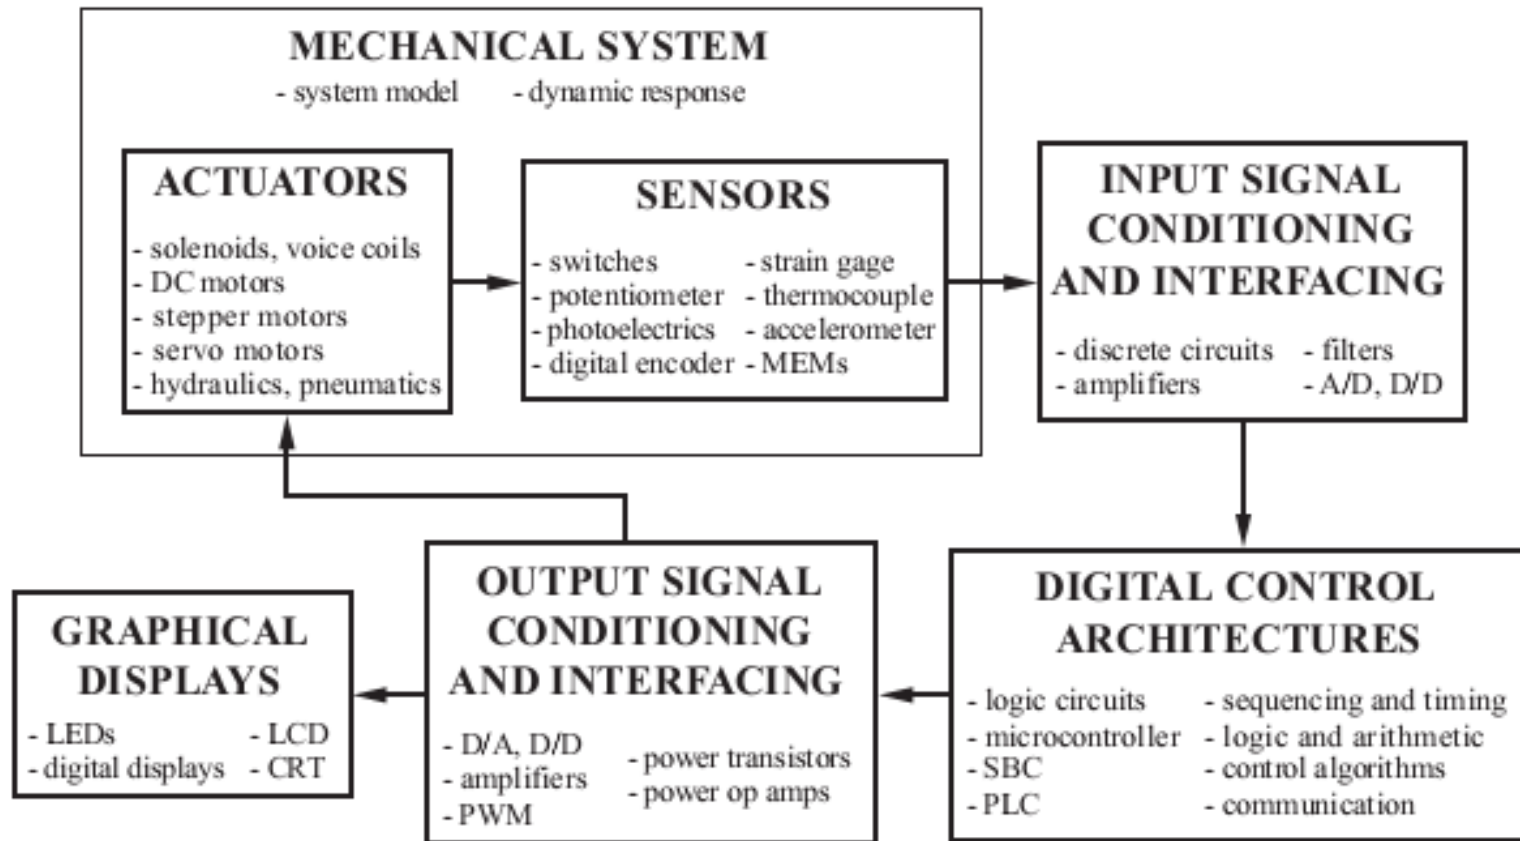 MECHANICAL SYSTEM
- system model - dynamic response
ACTUATORS
- solenoids, voice coils
- DC motors
- stepper motors
- servo motors
- hydraulics, pneumatics
SENSORS
- switches - strain gage
- potentiometer - thermocouple
- photoelectrics - accelerometer
- digital encoder - MEMs
INPUT SIGNAL
CONDITIONING
AND INTERFACING
- discrete circuits - filters
- amplifiers - A/D, D/D
GRAPHICAL
DISPLAYS
- LEDs - LCD
- digital displays - CRT
OUTPUT SIGNAL
CONDITIONING
AND INTERFACING
- D/A, D/D - power transistors
- amplifiers - power op amps
- PWM
DIGITAL CONTROL
ARCHITECTURES
- logic circuits - sequencing and timing
- microcontroller - logic and arithmetic
- SBC - control algorithms
- PLC - communication